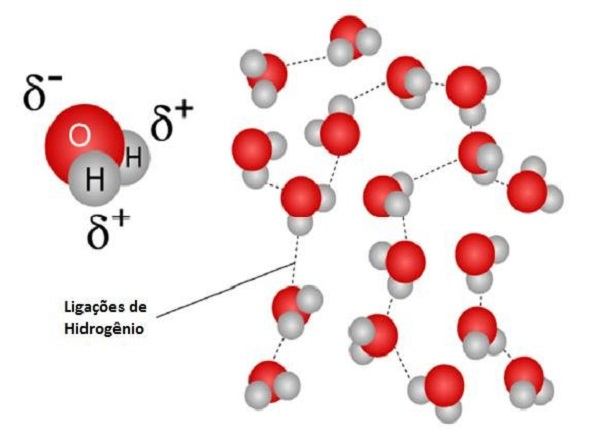 δ-
O
δ+
H
H
δ+
Ligações de
Hidrogênio